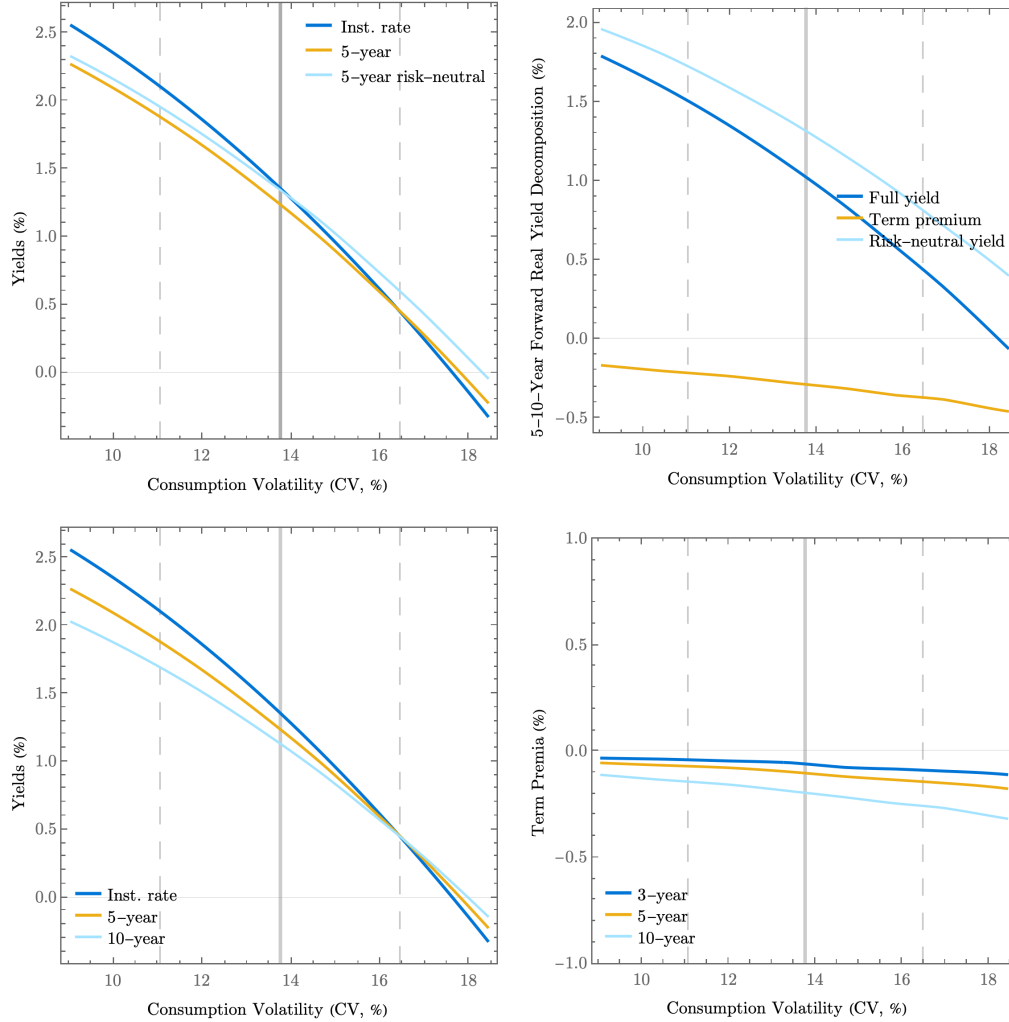 Inst. rate
5–year
5–year risk–neutral
Yields (%)
2.5
2.0
1.5
1.0
0.5
0.0
10
12
14
16
18
Consumption Volatility (CV, %)
Full yield
Term premium
Risk–neutral yield
5–10–Year Forward Real Yield Decomposition (%)
2.0
1.5
1.0
0.5
0.0
−0.5
10
12
14
16
18
Consumption Volatility (CV, %)
Yields (%)
2.5
2.0
1.5
1.0
0.5
0.0
Inst. rate
5–year
10–year
10
12
14
16
18
Consumption Volatility (CV, %)
Term Premia (%)
1.0
0.5
0.0
−0.5
−1.0
3–year
5–year
10–year
10
12
14
16
18
Consumption Volatility (CV, %)